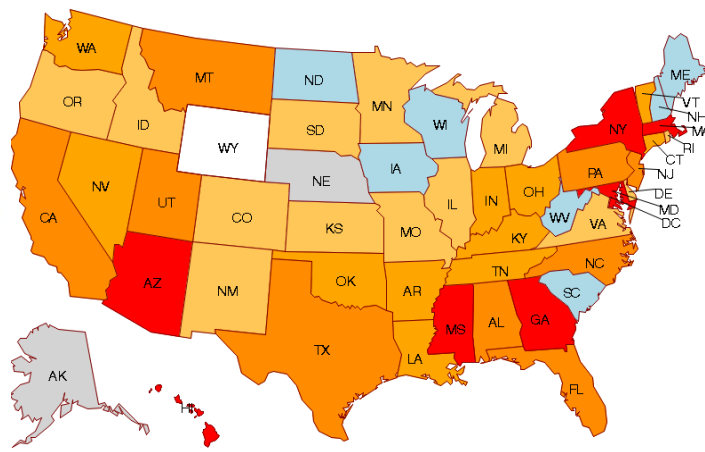 WA
MT
ND
MN
ME
OR
ID
SD
WI
MI
NY
VT
NH
MA
RI
CT
WY
IA
NE
PA
NJ
NV
UT
CO
IL
IN
OH
DE
MD
DC
CA
KS
MO
KY
WV
VA
AZ
NM
OK
AR
TN
NC
SC
TX
LA
MS
AL
GA
FL
AK
HI